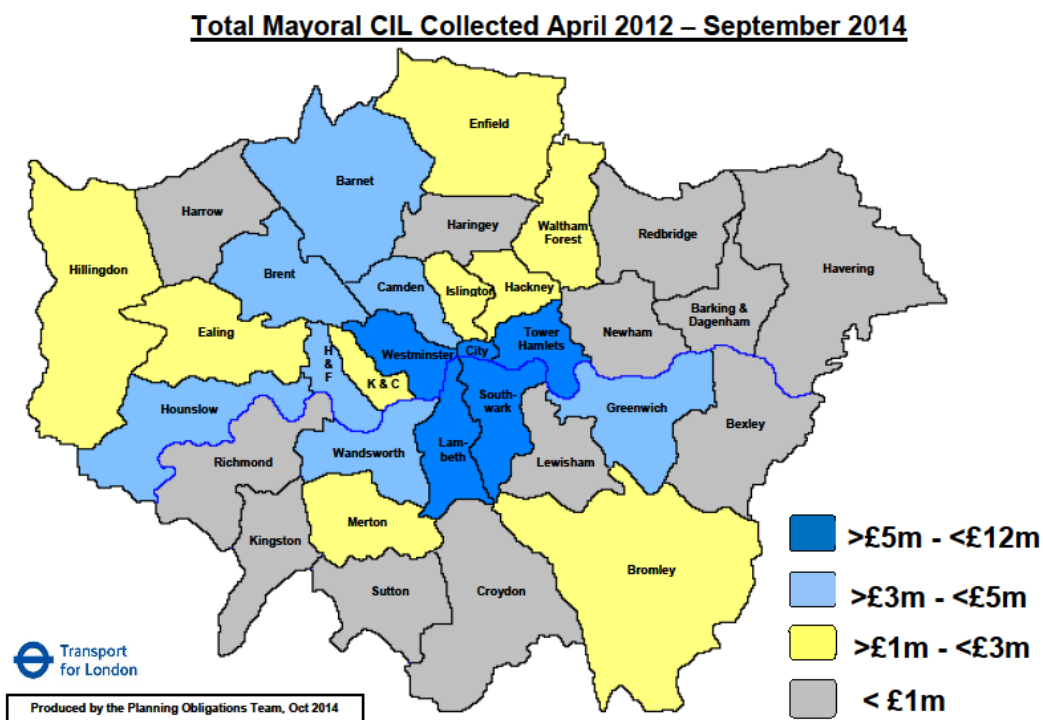 Total Mayoral CIL Collected April 2012 – September 2014
Enfield
Barnet
Harrow
Haringey
Waltham
Forest
Redbridge
Hillingdon
Brent
Camden
Islington
Hackney
Havering
Barking &
Dagenham
Newham
Ealing
Tower
Hamlets
Westminster
City
H
&
F
K & C
South-
wark
Hounslow
Greenwich
Bexley
Lam-
beth
Wandsworth
Richmond
Lewisham
Merton
Kingston
Bromley
Sutton
Croydon
>£5m - <£12m
>£3m - <£5m
>£1m - <£3m
< £1m
Transport
for London
Produced by the Planning Obligations Team, Oct 2014